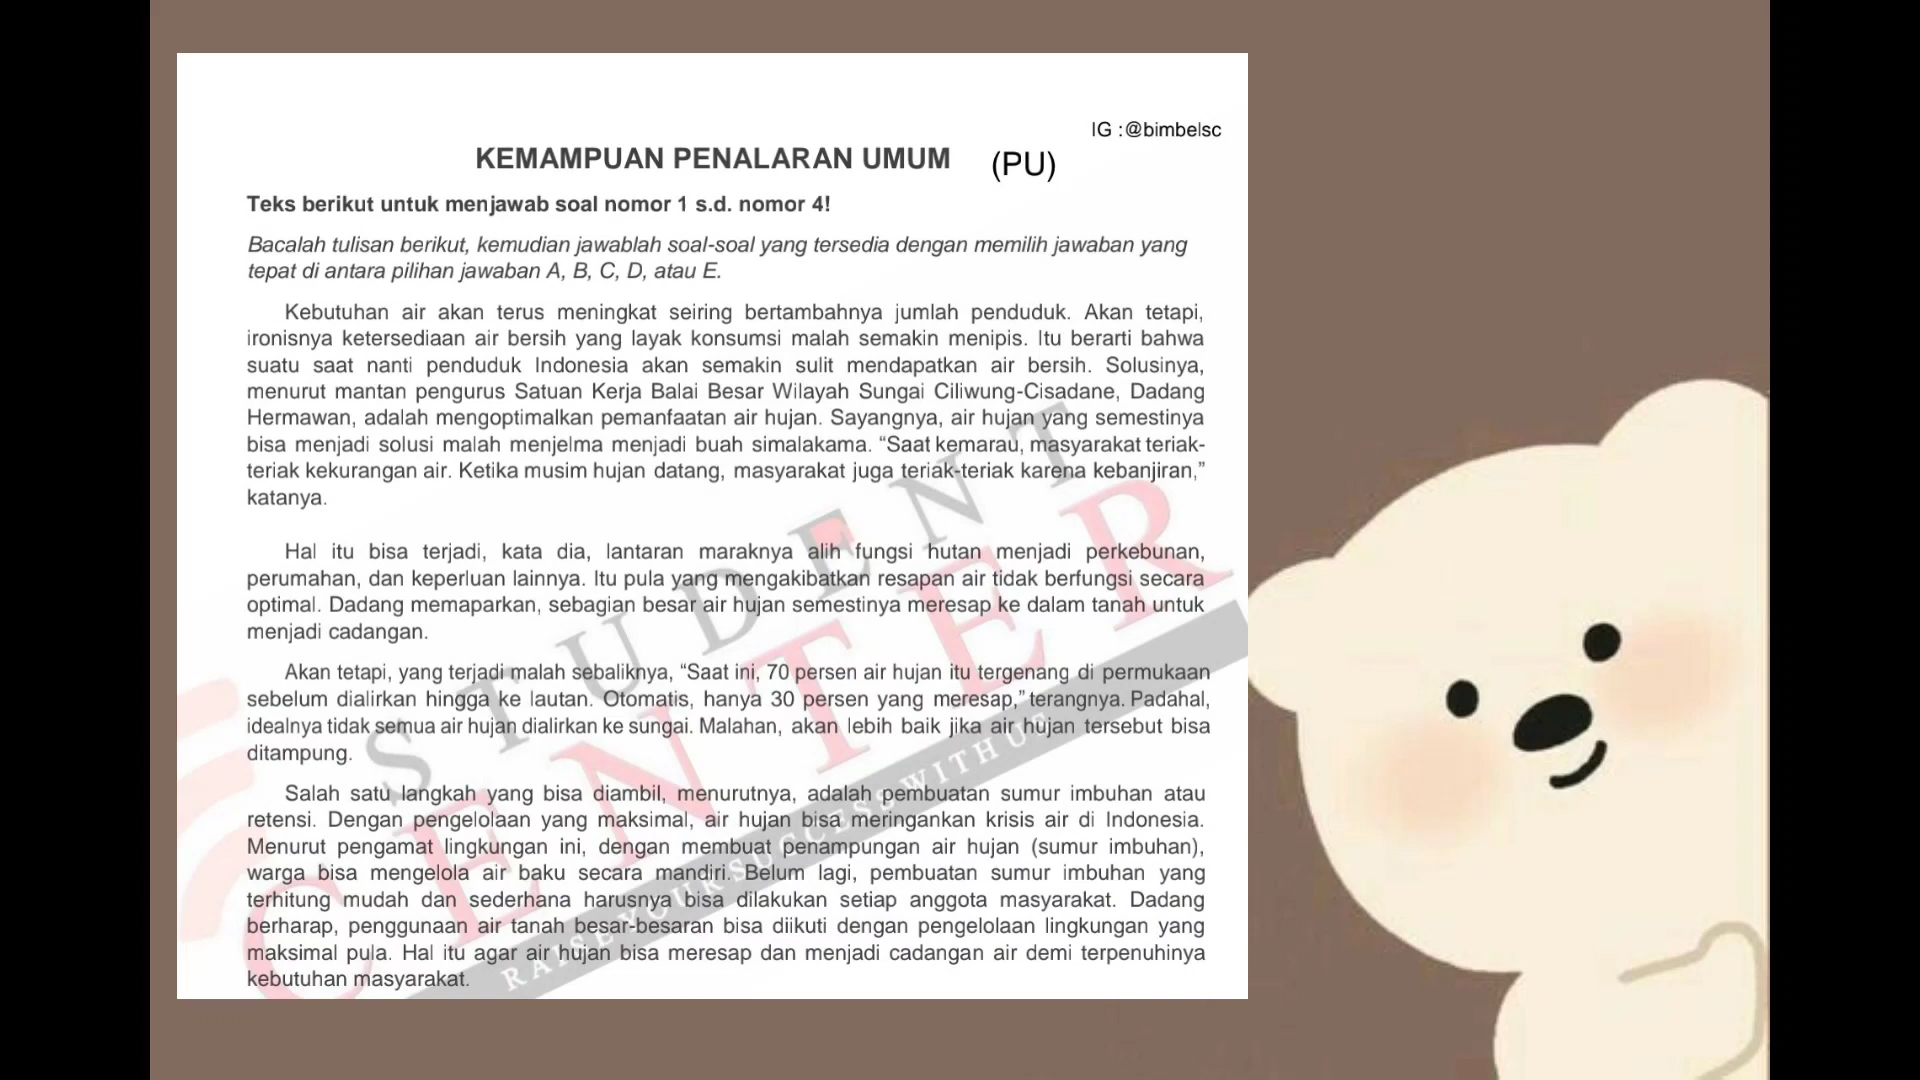 IG :@bimbelsc
KEMAMPUAN PENALARAN UMUM (PU)
Teks berikut untuk menjawab soal nomor 1 s.d. nomor 4!
Bacalah tulisan berikut, kemudian jawablah soal-soal yang tersedia dengan memilih jawaban yang
tepat di antara pilihan jawaban A, B, C, D, atau E.
Kebutuhan air akan terus meningkat seiring bertambahnya jumlah penduduk. Akan tetapi,
ironisnya ketersediaan air bersih yang layak konsumsi malah semakin menipis. Itu berarti bahwa
suatu saat nanti penduduk Indonesia akan semakin sulit mendapatkan air bersih. Solusinya,
menurut mantan pengurus Satuan Kerja Balai Besar Wilayah Sungai Ciliwung-Cisadane, Dadang
Hermawan, adalah mengoptimalkan pemanfaatan air hujan. Sayangnya, air hujan yang semestinya
bisa menjadi solusi malah menjelma menjadi buah simalakama. “Saat kemarau, masyarakat teriak-
teriak kekurangan air. Ketika musim hujan datang, masyarakat juga teriak-teriak karena kebanjiran,”
katanya.
Hal itu bisa terjadi, kata dia, lantaran maraknya alih fungsi hutan menjadi perkebunan,
perumahan, dan keperluan lainnya. Itu pula yang mengakibatkan resapan air tidak berfungsi secara
optimal. Dadang memaparkan, sebagian besar air hujan semestinya meresap ke dalam tanah untuk
menjadi cadangan.
Akan tetapi, yang terjadi malah sebaliknya, “Saat ini, 70 persen air hujan itu tergenang di permukaan
sebelum dialirkan hingga ke lautan. Otomatis, hanya 30 persen yang meresap,” terangnya. Padahal,
idealnya tidak semua air hujan dialirkan ke sungai. Malahan, akan lebih baik jika air hujan tersebut bisa
ditampung.
Salah satu langkah yang bisa diambil, menurutnya, adalah pembuatan sumur imbuhan atau
retensi. Dengan pengelolaan yang maksimal, air hujan bisa meringankan krisis air di Indonesia.
Menurut pengamat lingkungan ini, dengan membuat penampungan air hujan (sumur imbuhan),
warga bisa mengelola air baku secara mandiri. Belum lagi, pembuatan sumur imbuhan yang
terhitung mudah dan sederhana harusnya bisa dilakukan setiap anggota masyarakat. Dadang
berharap, penggunaan air tanah besar-besaran bisa diikuti dengan pengelolaan lingkungan yang
maksimal pula. Hal itu agar air hujan bisa meresap dan menjadi cadangan air demi terpenuhinya
kebutuhan masyarakat.
STUDENT
CENTER
RAISE YOUR SUCCESS WITH US